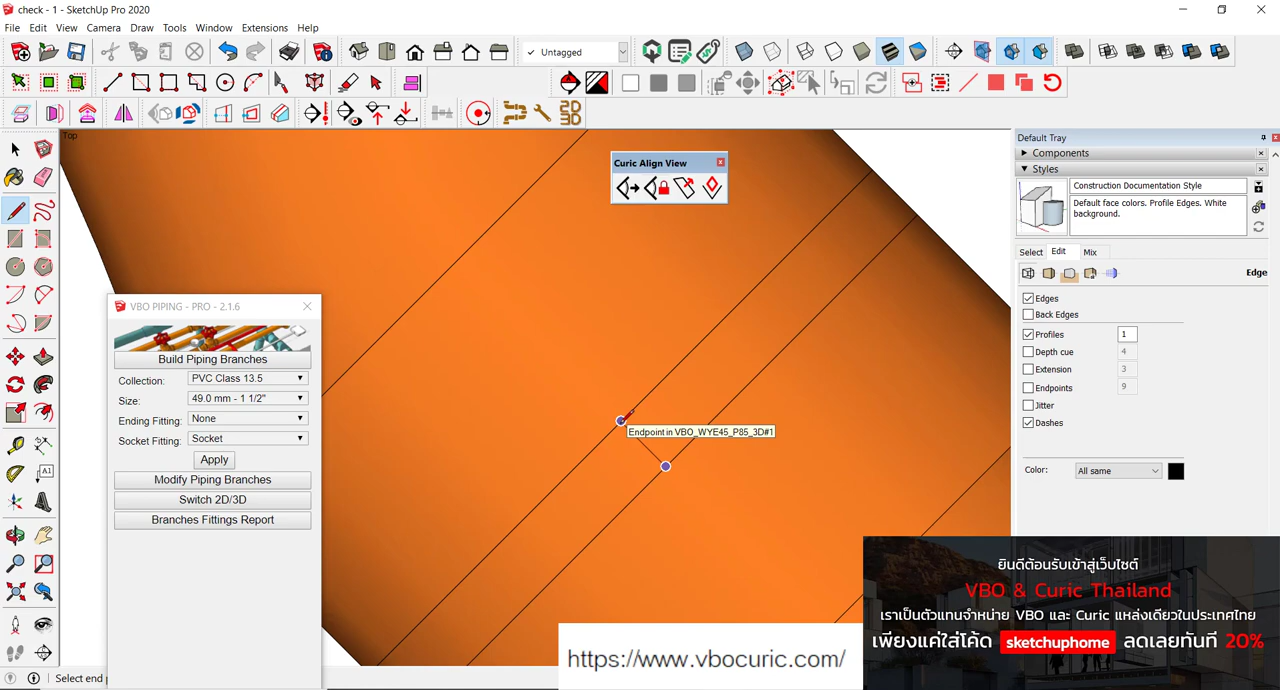 check - 1 - SketchUp Pro 2020
File Edit View Camera Draw Tools Window Extensions Help
Untagged
2D
3D
Top
Curic Align View
VBO PIPING - PRO - 2.1.6
Build Piping Branches
Collection: PVC Class 13.5
Size: 49.0 mm - 1 1/2"
Ending Fitting: None
Socket Fitting: Socket
Apply
Modify Piping Branches
Switch 2D/3D
Branches Fittings Report
Endpoint in VBO_WYE45_P85_3D#1
Default Tray
Components
Styles
Construction Documentation Style
Default face colors. Profile Edges. White
background.
Select Edit Mix
Edge
Edges
Back Edges
Profiles 1
Depth cue 4
Extension 3
Endpoints 9
Jitter
Dashes
Color: All same
ยินดีต้อนรับเข้าสู่เว็บไซต์
VBO & Curic Thailand
เราเป็นตัวแทนจำหน่าย VBO และ Curic แหล่งเดียวในประเทศไทย
เพียงแค่ใส่โค้ด sketchuphome ลดเลยทันที 20%
https://www.vbocuric.com/
Select end